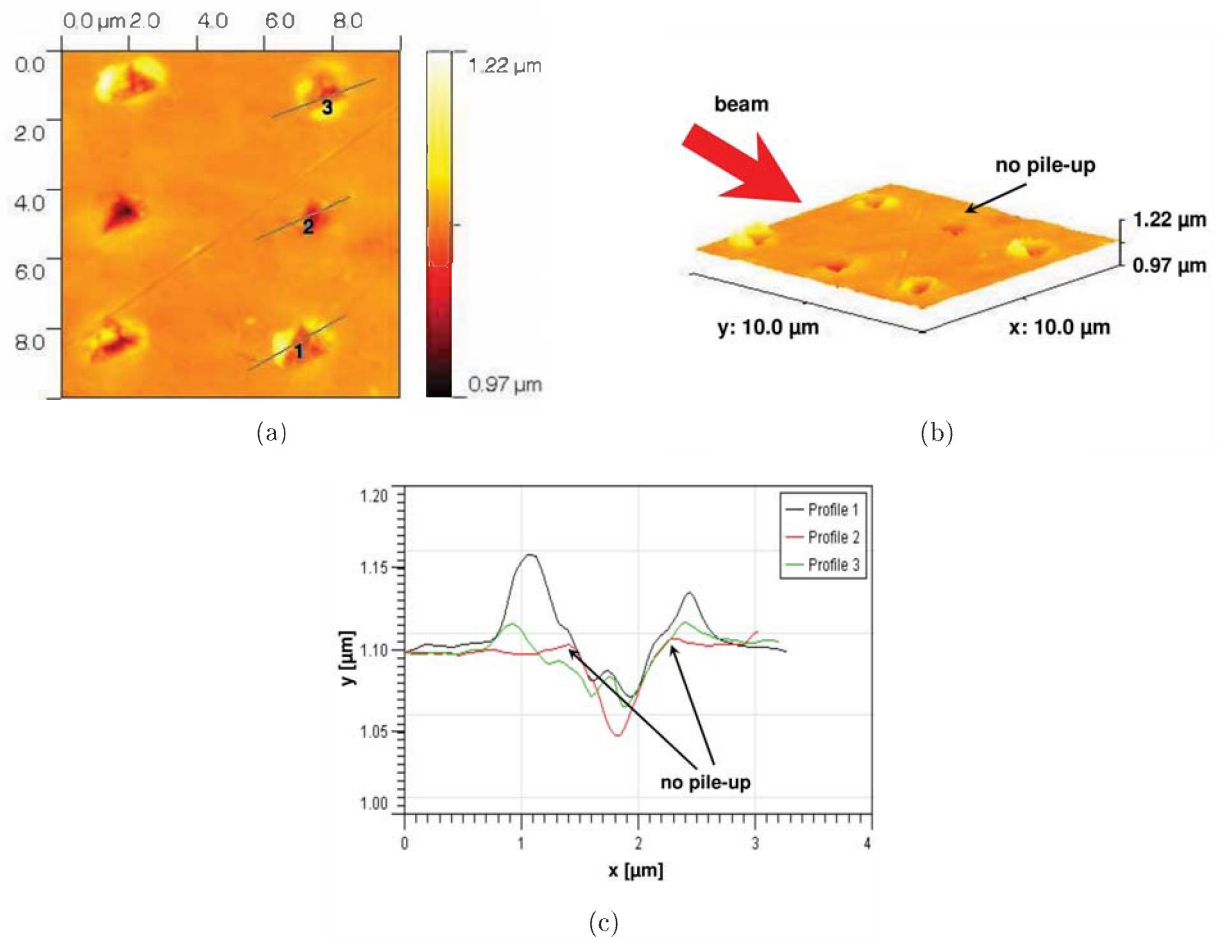 0.0 µm 2.0 4.0 6.0 8.0
0.0
2.0
4.0
6.0
8.0
3
2
1
1.22 µm
0.97 µm
(a)
beam
no pile-up
1.22 µm
0.97 µm
y: 10.0 µm
x: 10.0 µm
(b)
1.20
1.15
1.10
1.05
1.00
y [µm]
Profile 1
Profile 2
Profile 3
no pile-up
0 1 2 3 4
x [µm]
(c)